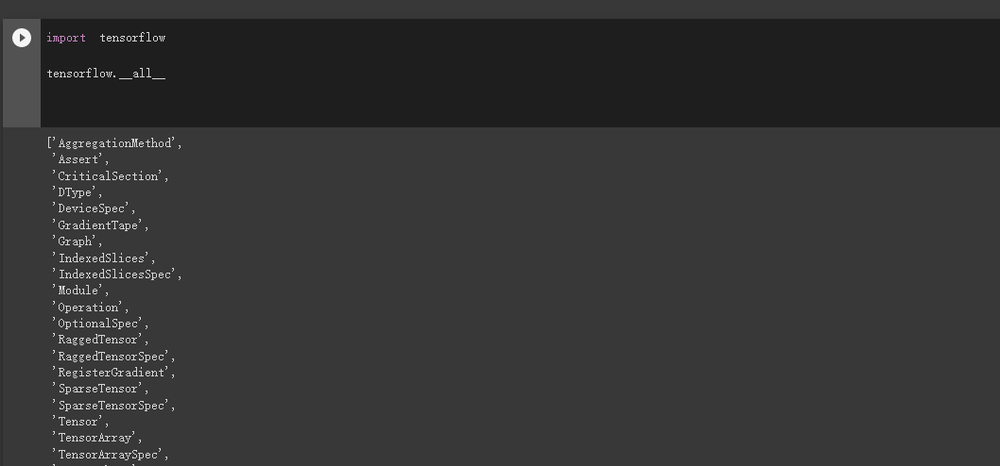 import tensorflow
tensorflow.__all__
['AggregationMethod',
'Assert',
'CriticalSection',
'DType',
'DeviceSpec',
'GradientTape',
'Graph',
'IndexedSlices',
'IndexedSlicesSpec',
'Module',
'Operation',
'OptionalSpec',
'RaggedTensor',
'RaggedTensorSpec',
'RegisterGradient',
'SparseTensor',
'SparseTensorSpec',
'Tensor',
'TensorArray',
'TensorArraySpec',